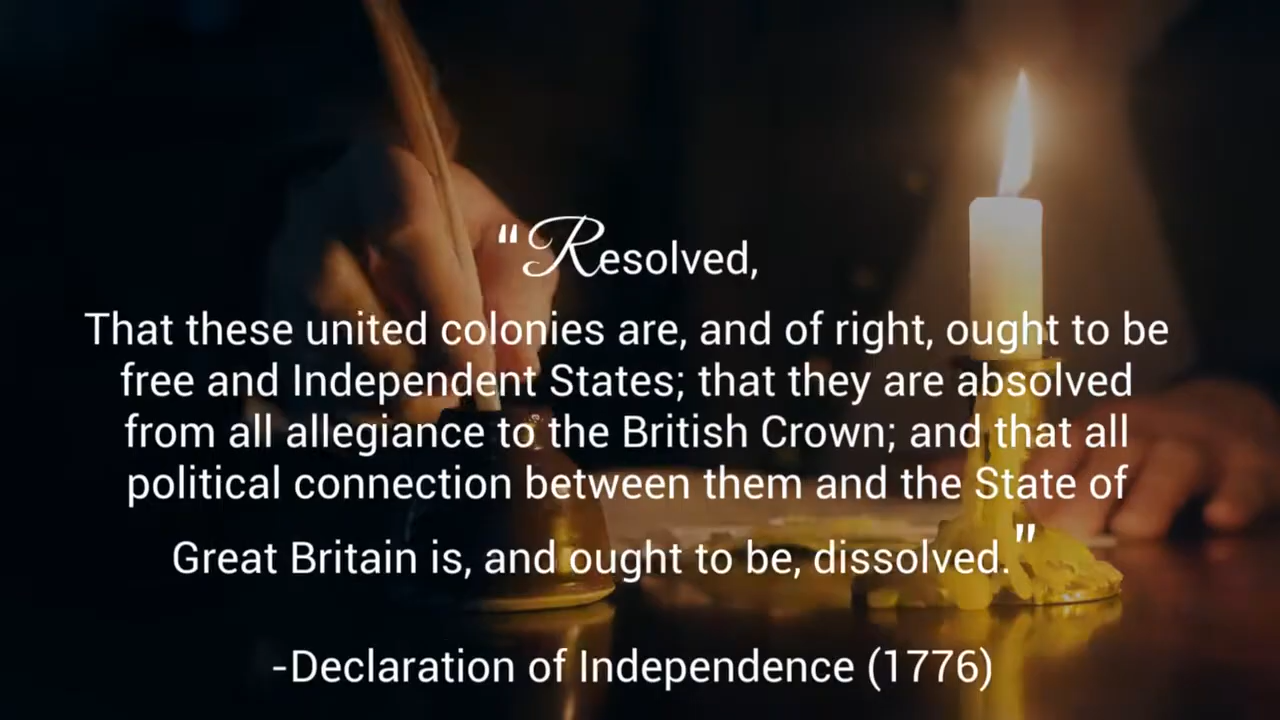 “Resolved,
That these united colonies are, and of right, ought to be
free and Independent States; that they are absolved
from all allegiance to the British Crown; and that all
political connection between them and the State of
Great Britain is, and ought to be, dissolved.”
-Declaration of Independence (1776)